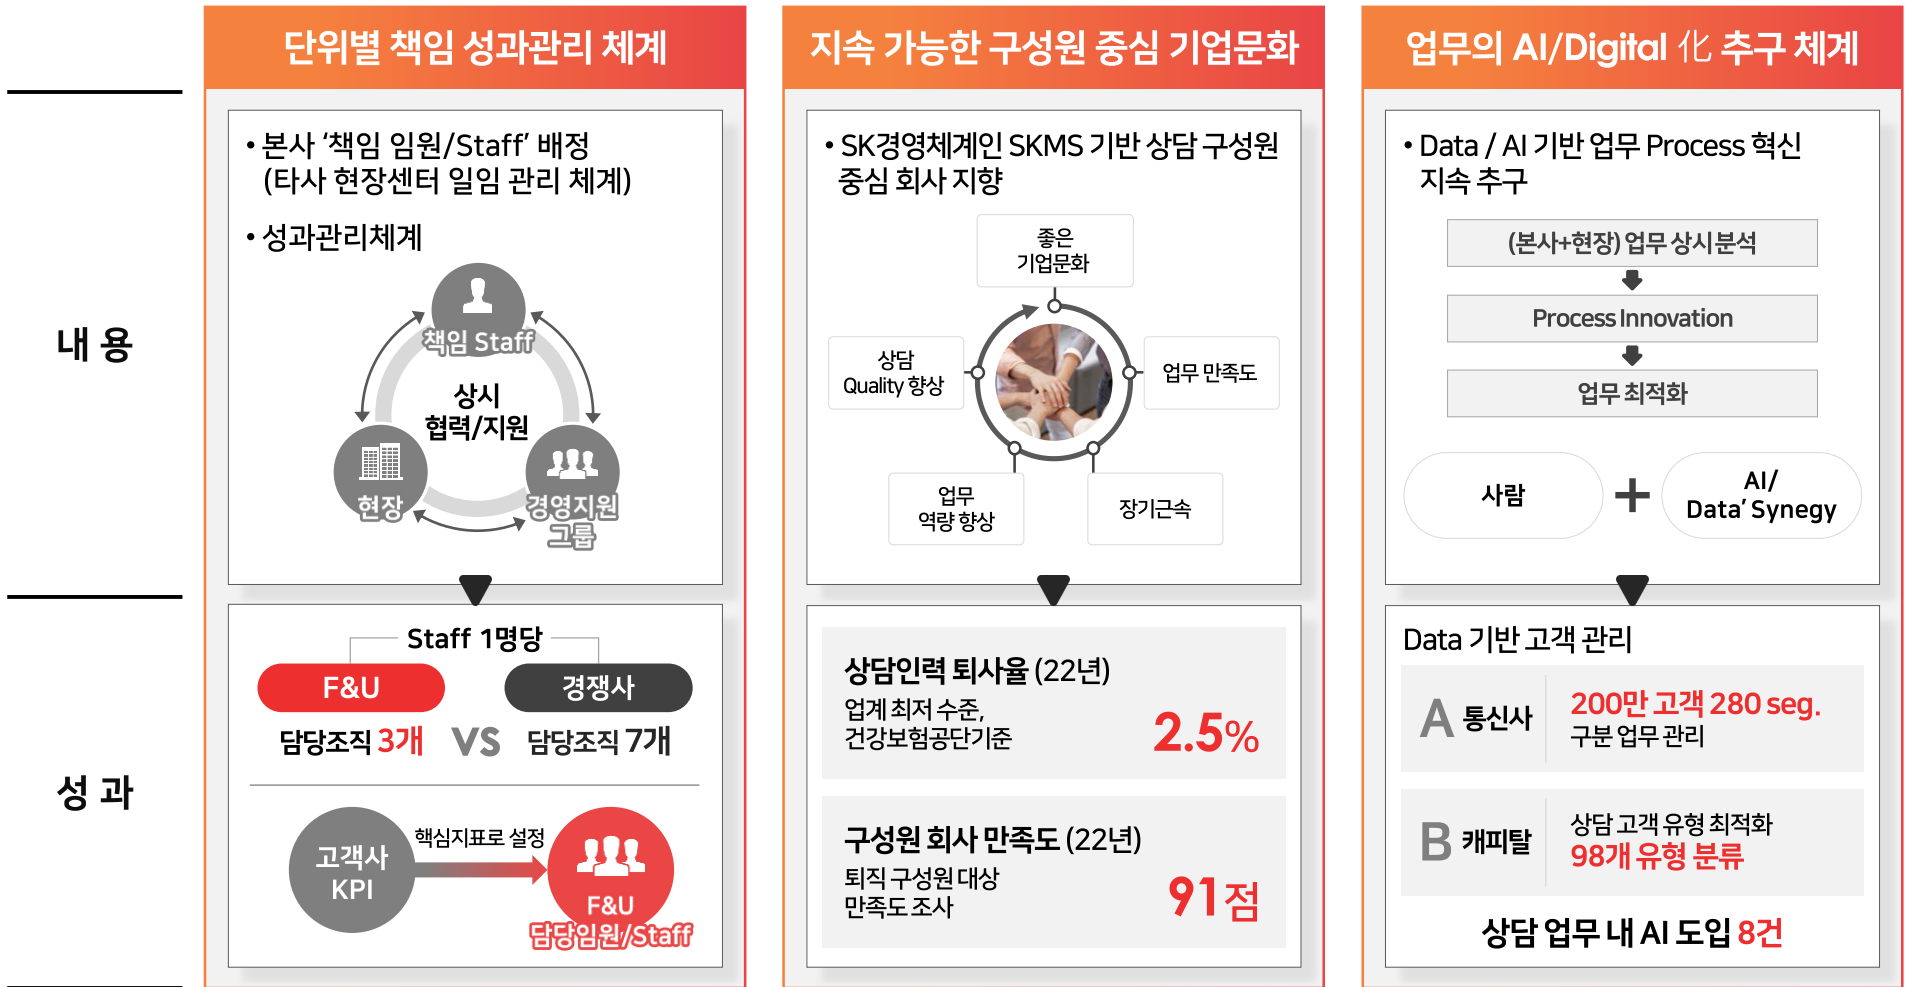 단위별 책임 성과관리 체계
지속 가능한 구성원 중심 기업문화
업무의 AI/Digital 化 추구 체계
내 용
• 본사 ‘책임 임원/Staff’ 배정
(타사 현장센터 일임 관리 체계)
• 성과관리체계
책임 Staff
상시
협력/지원
현장
경영지원
그룹
• SK경영체계인 SKMS 기반 상담 구성원
중심 회사 지향
좋은
기업문화
상담
Quality 향상
업무 만족도
업무
역량 향상
장기근속
• Data / AI 기반 업무 Process 혁신
지속 추구
(본사+현장) 업무 상시분석
Process Innovation
업무 최적화
사람
+
AI/
Data’ Synegy
성 과
Staff 1명당
F&U
경쟁사
담당조직 3개 VS 담당조직 7개
고객사
KPI
핵심지표로 설정
F&U
담당임원/Staff
상담인력 퇴사율 (22년)
업계 최저 수준,
건강보험공단기준
2.5%
구성원 회사 만족도 (22년)
퇴직 구성원 대상
만족도 조사
91점
Data 기반 고객 관리
A 통신사
200만 고객 280 seg.
구분 업무 관리
B 캐피탈
상담 고객 유형 최적화
98개 유형 분류
상담 업무 내 AI 도입 8건